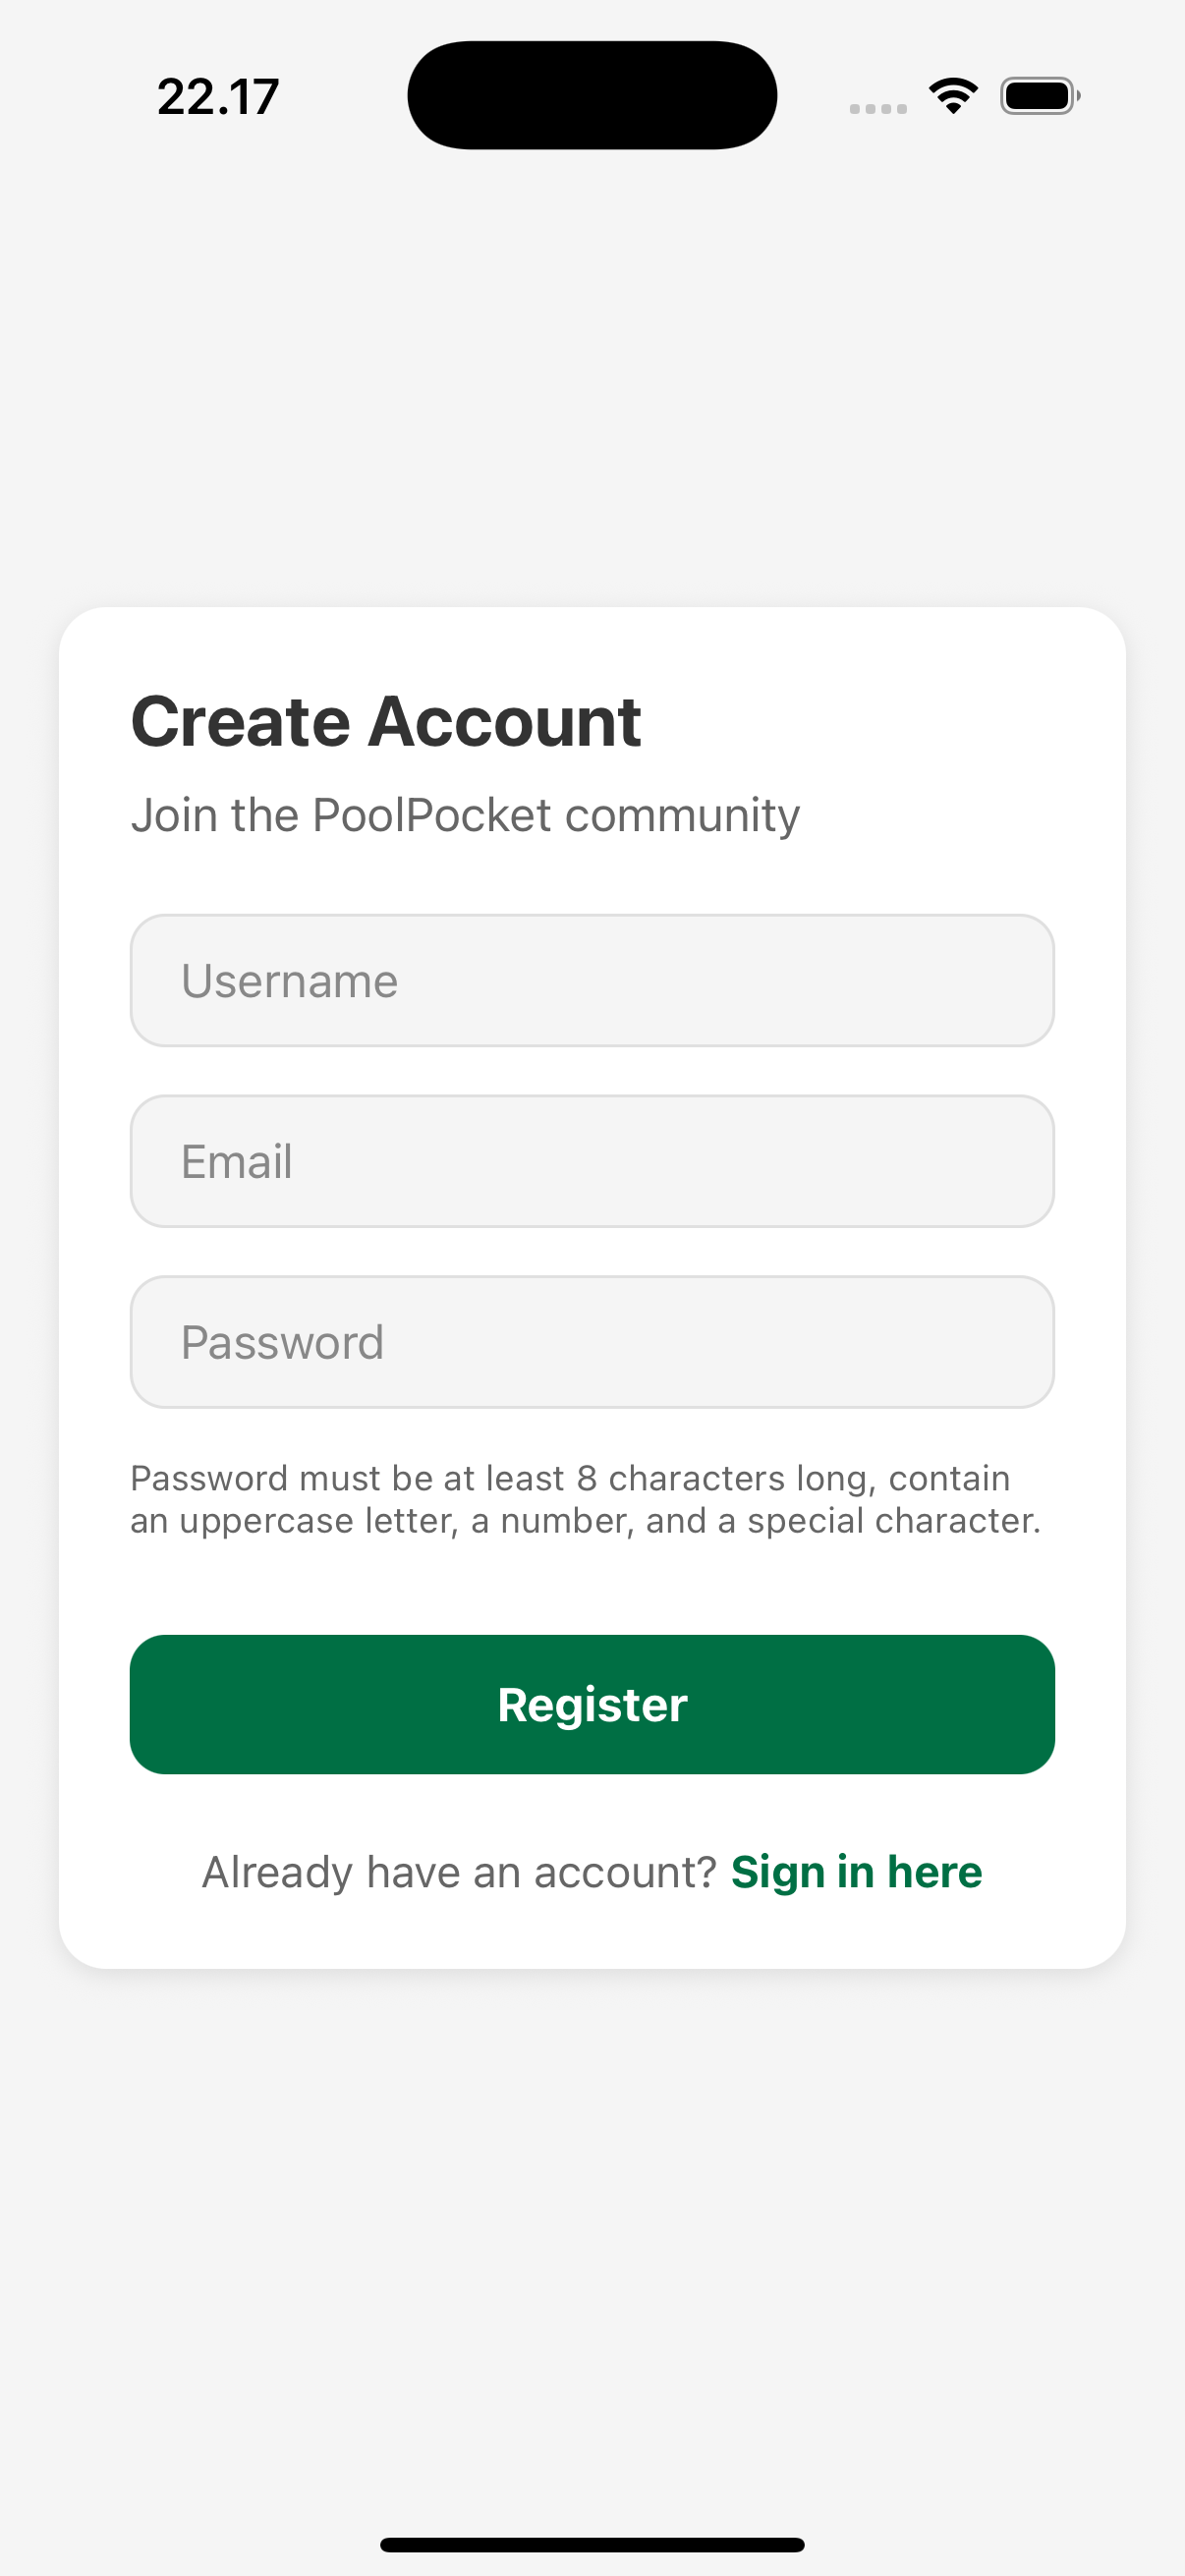 22.17
Create Account
Join the PoolPocket community
Username
Email
Password
Password must be at least 8 characters long, contain
an uppercase letter, a number, and a special character.
Register
Already have an account? Sign in here